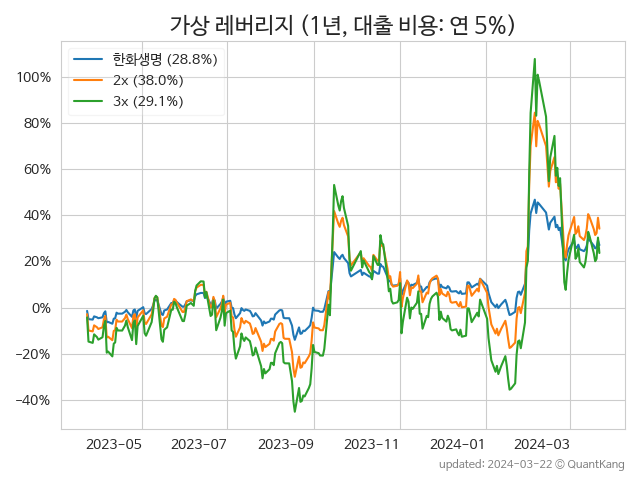 가상 레버리지 (1년, 대출 비용: 연 5%)
한화생명 (28.8%)
2x (38.0%)
3x (29.1%)
100%
80%
60%
40%
20%
0%
−20%
−40%
2023-05
2023-07
2023-09
2023-11
2024-01
2024-03
updated: 2024-03-22 © QuantKang